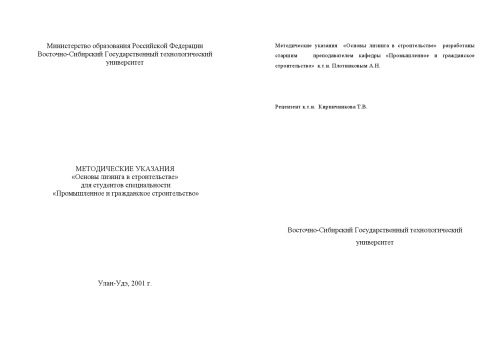 Министерство образования Российской Федерации
Восточно-Сибирский Государственный технологический
университет
МЕТОДИЧЕСКИЕ УКАЗАНИЯ
«Основы лизинга в строительстве»
для студентов специальности
«Промышленное и гражданское строительство»
Улан-Удэ, 2001 г.
Методические указания «Основы лизинга в строительстве» разработаны
старшим преподавателем кафедры «Промышленное и гражданское
строительство» к.т.н. Плотниковым А.Н.
Рецензент к.т.н. Кирпичникова Т.В.
Восточно-Сибирский Государственный технологический
университет